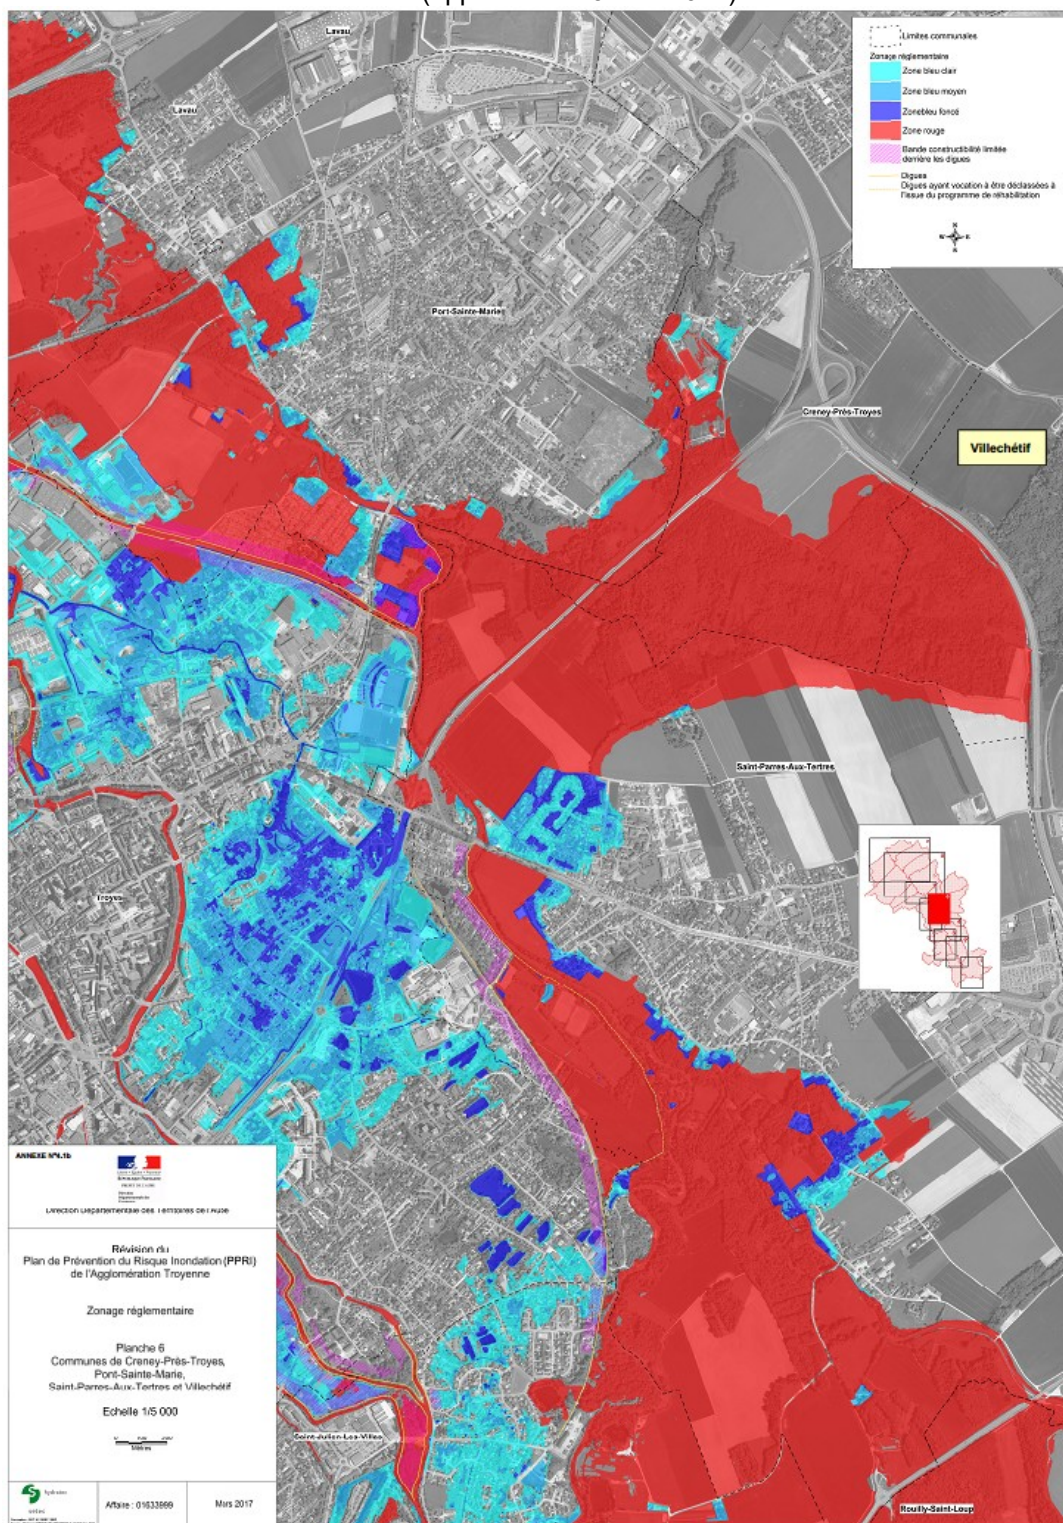 Lavau
Lavau
Port-Sainte-Marie
Creney-Près-Troyes
Villechétif
Saint-Parres-Aux-Tertres
Troyes
Saint-Julien-Les-Villas
Rouilly-Saint-Loup
Limites communales
Zonage réglementaire
Zone bleu clair
Zone bleu moyen
Zonebleu foncé
Zone rouge
Bande constructibilité limitée
derrière les digues
Digues
Digues ayant vocation à être déclassées à
l'issue du programme de réhabilitation
N
W E
S
ANNEXE N°4.1b
Direction Départementale des Territoires de l'Aube
Révision du
Plan de Prévention du Risque Inondation (PPRI)
de l'Agglomération Troyenne
Zonage réglementaire
Planche 6
Communes de Creney-Près-Troyes,
Pont-Sainte-Marie,
Saint-Parres-Aux-Tertres et Villechétif
Echelle 1/5 000
Mètres
hydratec
setec
Affaire : 01633999
Mars 2017